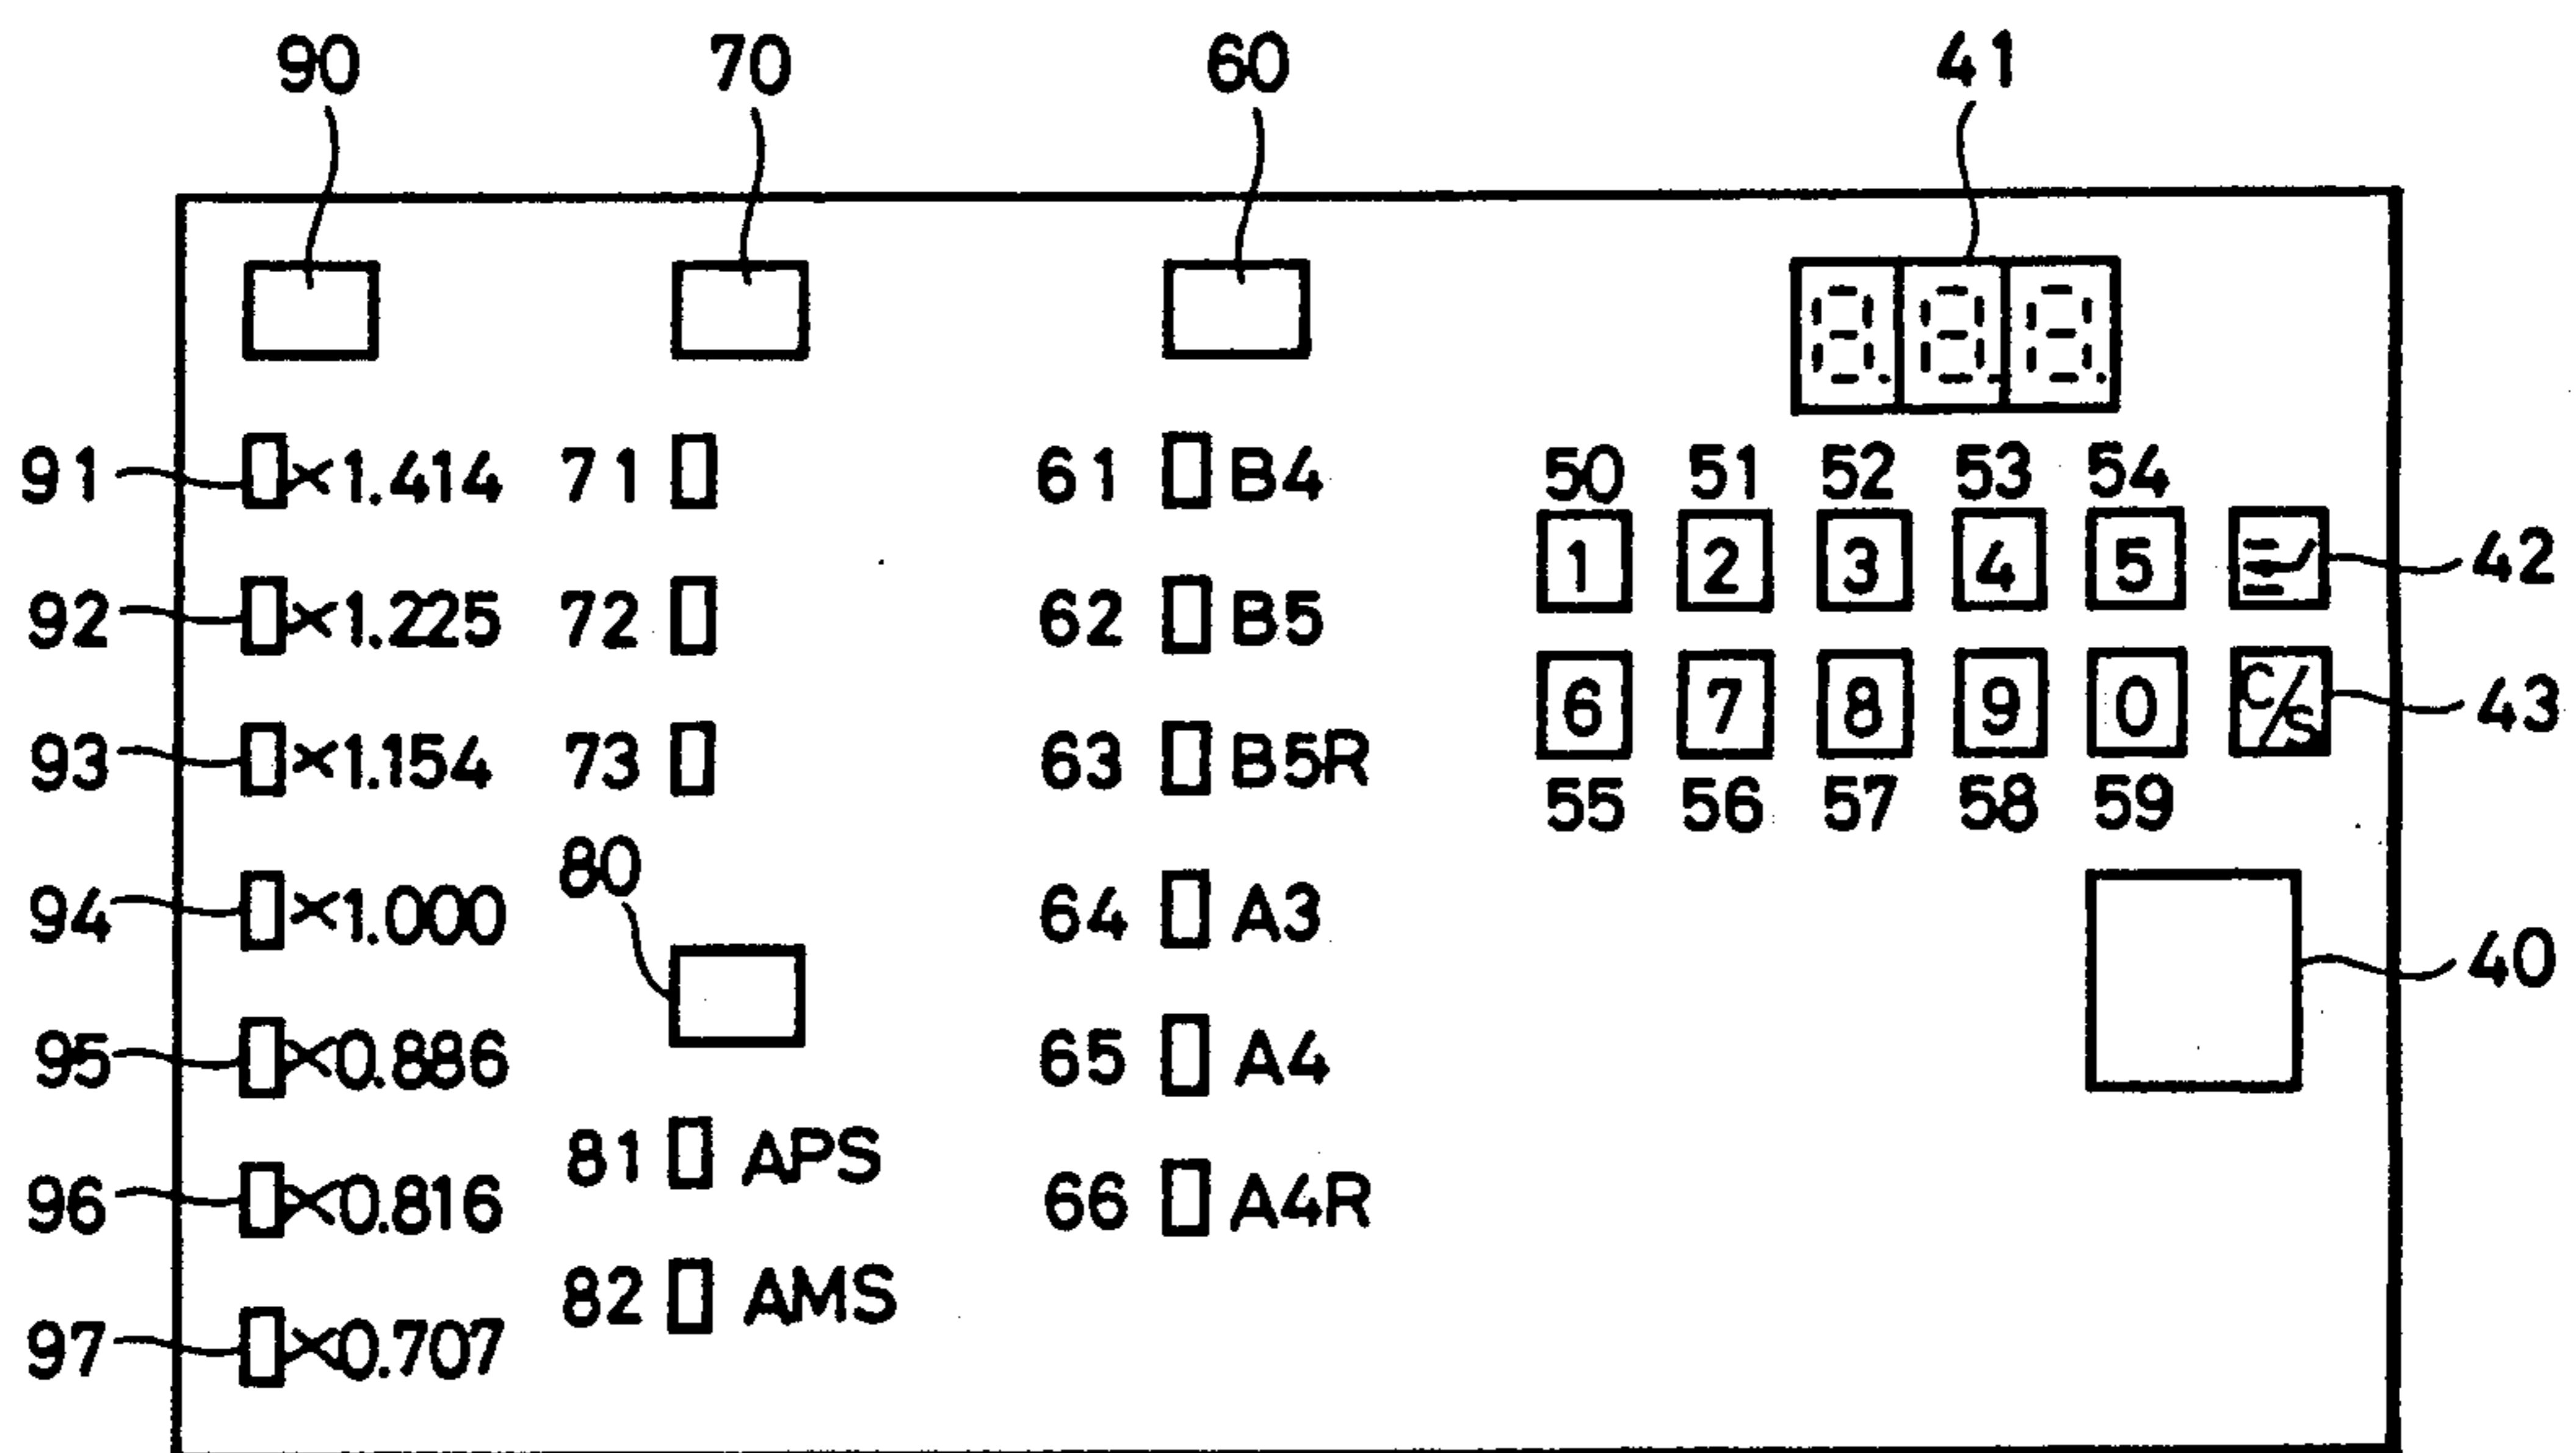 90 70 60 41
91 ×1.414 71 61 B4 50 51 52 53 54
1 2 3 4 5 42
92 ×1.225 72 62 B5
6 7 8 9 0 C/S 43
93 ×1.154 73 63 B5R 55 56 57 58 59
80
94 ×1.000 64 A3 40
95 ×0.886 65 A4
81 APS
96 ×0.816 66 A4R
82 AMS
97 ×0.707